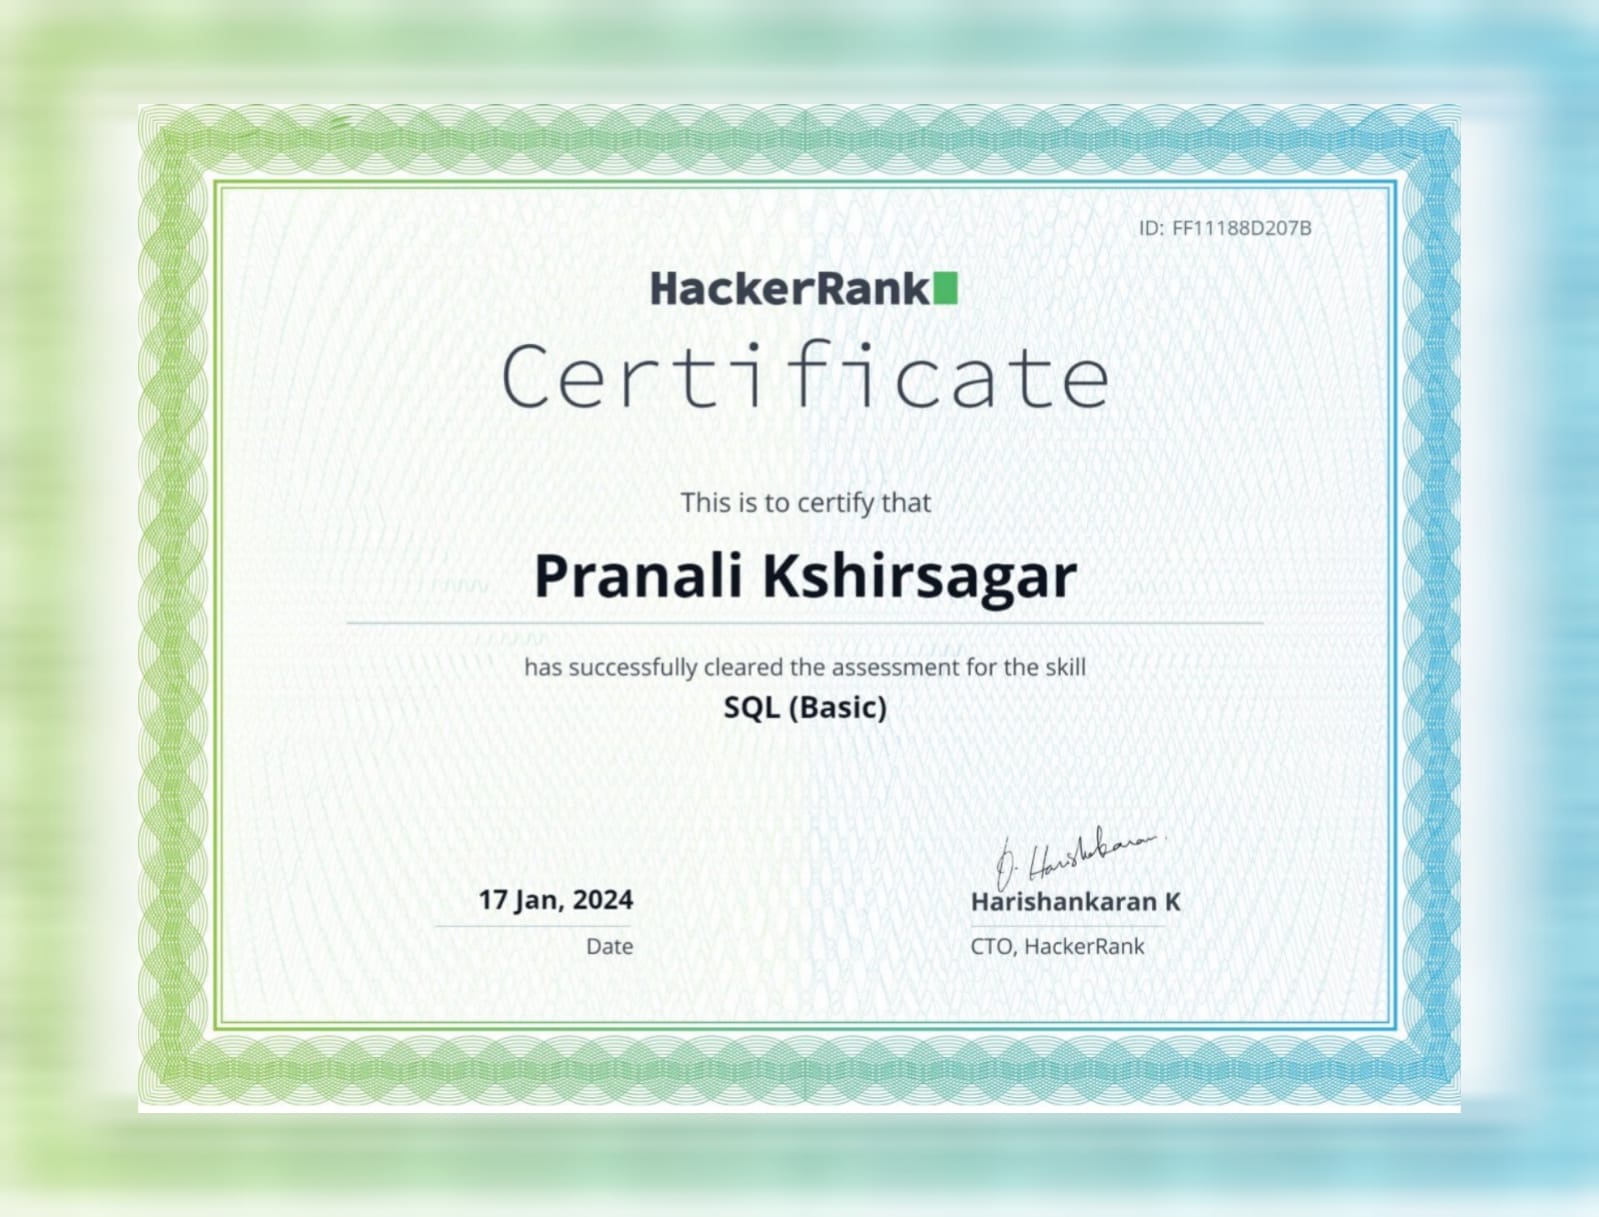 ID: FF11188D207B
HackerRank
Certificate
This is to certify that
Pranali Kshirsagar
has successfully cleared the assessment for the skill
SQL (Basic)
17 Jan, 2024
Date
Harishankaran K
CTO, HackerRank